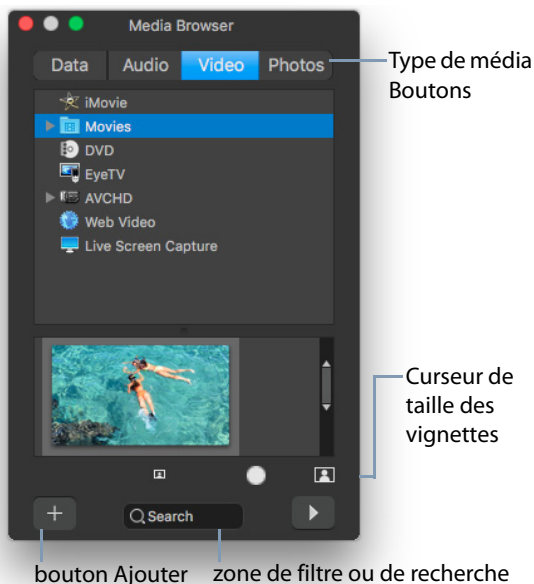 Media Browser
Data Audio Video Photos
Type de média
Boutons
iMovie
Movies
DVD
EyeTV
AVCHD
Web Video
Live Screen Capture
Curseur de
taille des
vignettes
Search
bouton Ajouter
zone de filtre ou de recherche